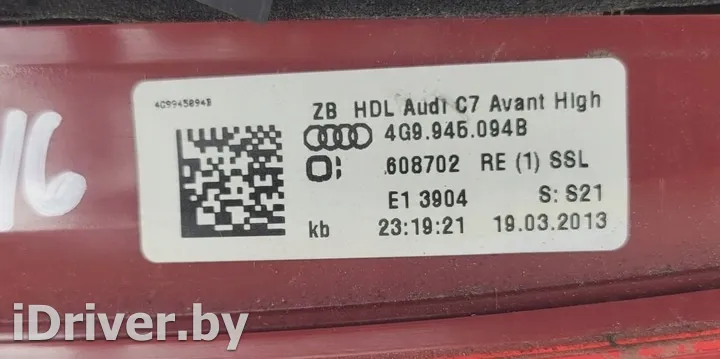 4G9945094B
ZB HDL Audi C7 Avant High
4G9.945.094B
608702 RE (1) SSL
E1 3904 S: S21
kb 23:19:21 19.03.2013
16
iDriver.by